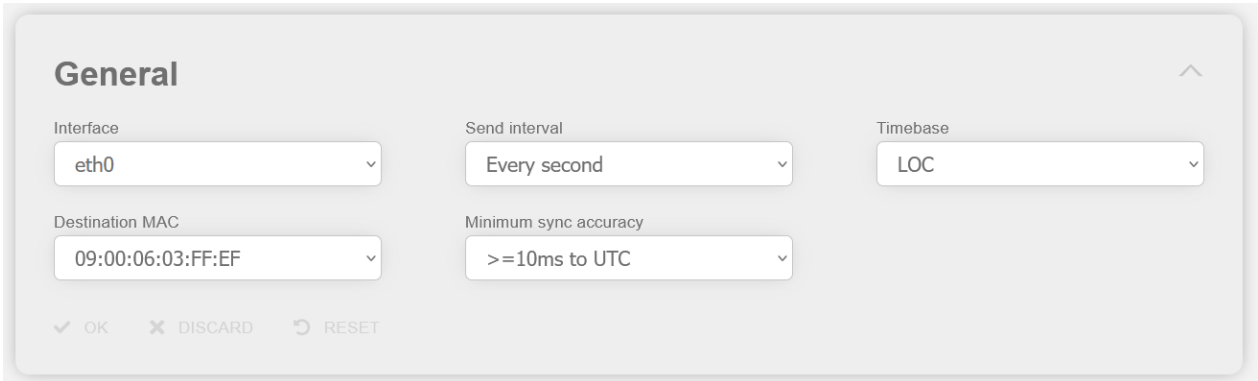 General
Interface
Send interval
Timebase
eth0
Every second
LOC
Destination MAC
Minimum sync accuracy
09:00:06:03:FF:EF
>=10ms to UTC
OK
DISCARD
RESET